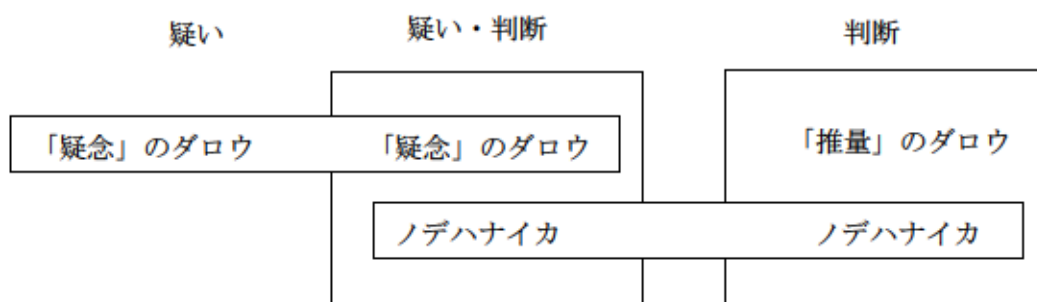 疑い 疑い・判断 判断
「疑念」のダロウ 「疑念」のダロウ 「推量」のダロウ
ノデハナイカ ノデハナイカ